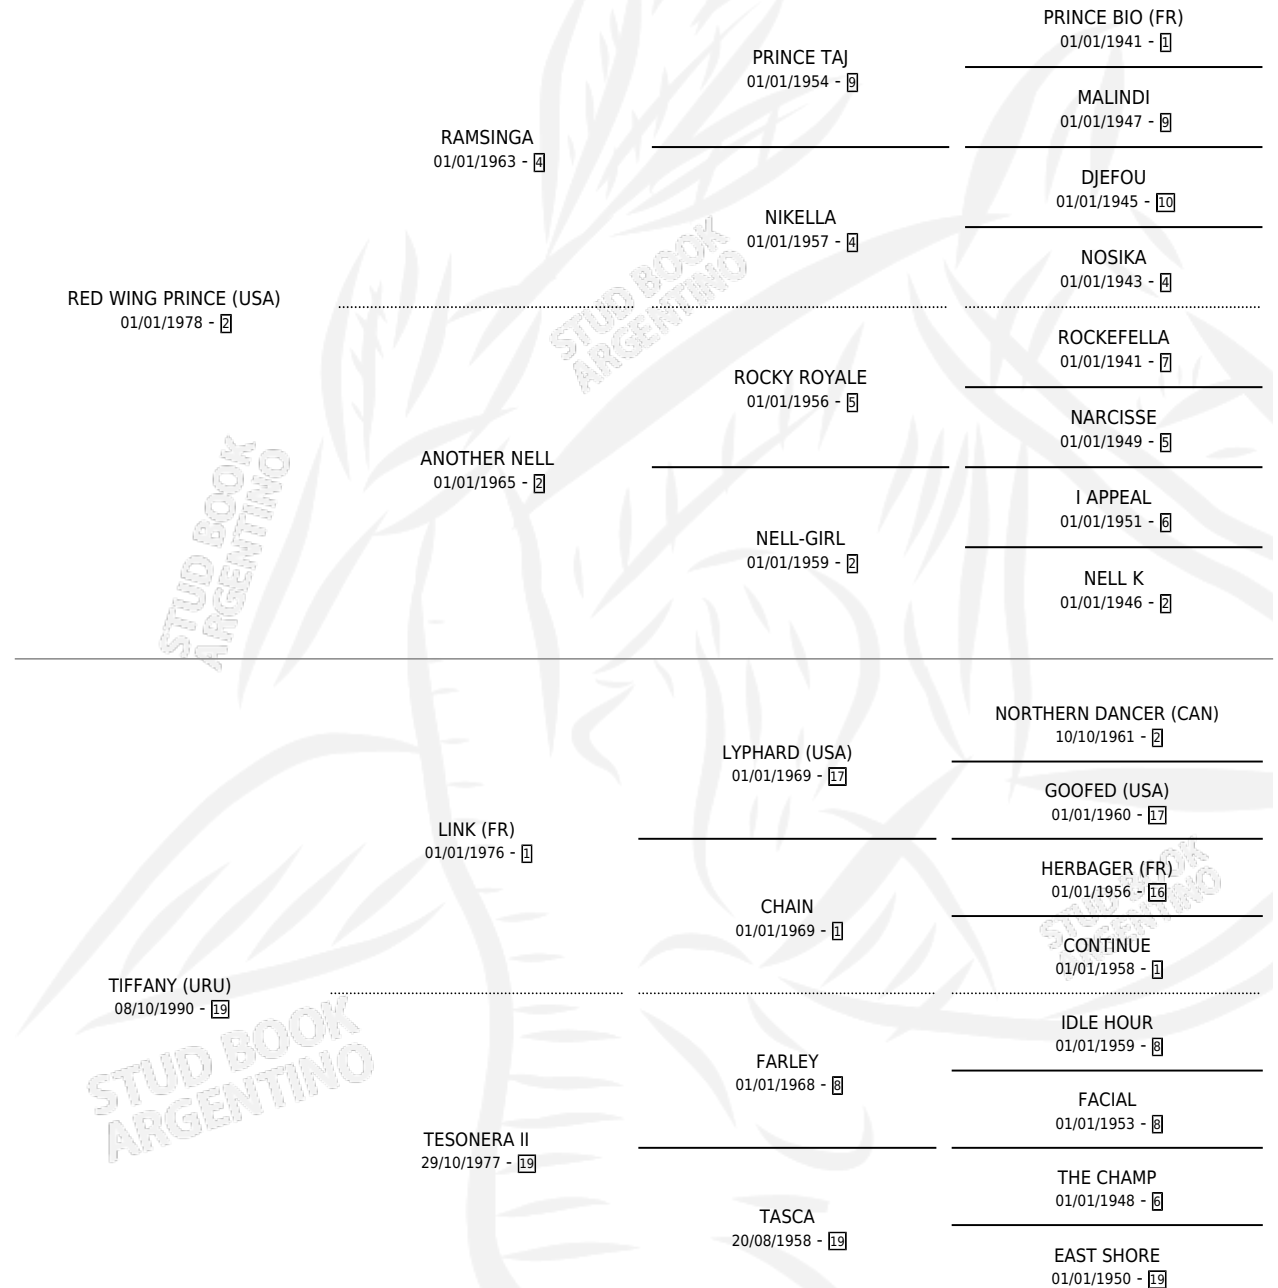 PRINCE BIO (FR)
01/01/1941 - 1
PRINCE TAJ
01/01/1954 - 9
MALINDI
01/01/1947 - 9
RAMSINGA
01/01/1963 - 4
DJEFOU
01/01/1945 - 10
NIKELLA
01/01/1957 - 4
NOSIKA
01/01/1943 - 4
RED WING PRINCE (USA)
01/01/1978 - 2
ROCKEFELLA
01/01/1941 - 7
ROCKY ROYALE
01/01/1956 - 5
NARCISSE
01/01/1949 - 5
ANOTHER NELL
01/01/1965 - 2
I APPEAL
01/01/1951 - 6
NELL-GIRL
01/01/1959 - 2
NELL K
01/01/1946 - 2
NORTHERN DANCER (CAN)
10/10/1961 - 2
LYPHARD (USA)
01/01/1969 - 17
GOOFED (USA)
01/01/1960 - 17
LINK (FR)
01/01/1976 - 1
HERBAGER (FR)
01/01/1956 - 16
CHAIN
01/01/1969 - 1
CONTINUE
01/01/1958 - 1
TIFFANY (URU)
08/10/1990 - 19
IDLE HOUR
01/01/1959 - 8
FARLEY
01/01/1968 - 8
FACIAL
01/01/1953 - 8
TESONERA II
29/10/1977 - 19
THE CHAMP
01/01/1948 - 6
TASCA
20/08/1958 - 19
EAST SHORE
01/01/1950 - 19
STUD BOOK
ARGENTINO
STUD BOOK
ARGENTINO
STUD BOOK
ARGENTINO
STUD BOOK
ARGENTINO